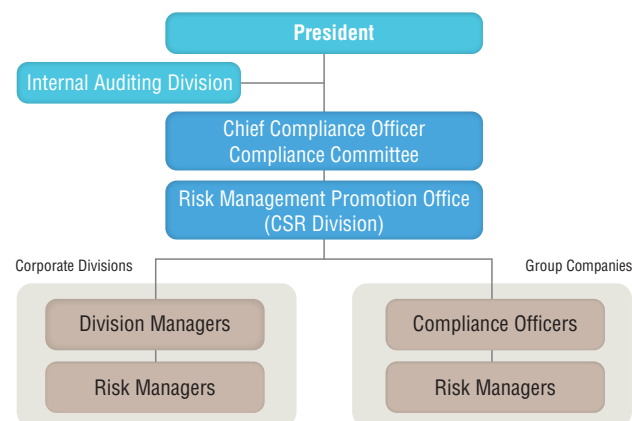 President
Internal Auditing Division
Chief Compliance Officer
Compliance Committee
Risk Management Promotion Office
(CSR Division)
Corporate Divisions
Group Companies
Division Managers
Compliance Officers
Risk Managers
Risk Managers